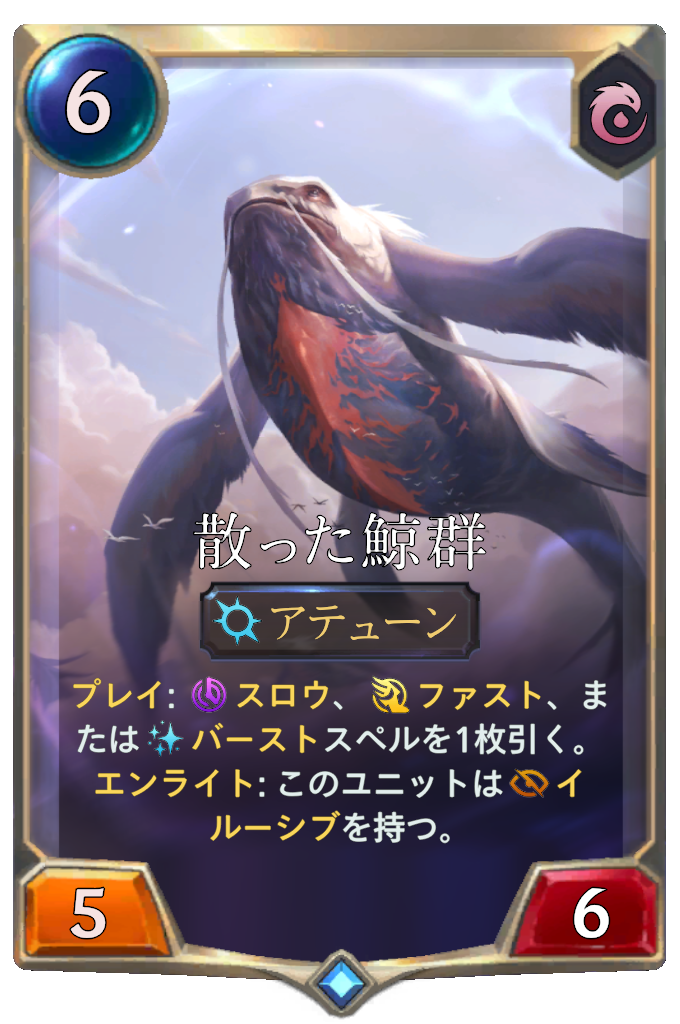 6
散った鯨群
アテューン
プレイ: スロウ、 ファスト、ま
たは バーストスペルを1枚引く。
エンライト: このユニットは イ
ルーシブを持つ。
5
6